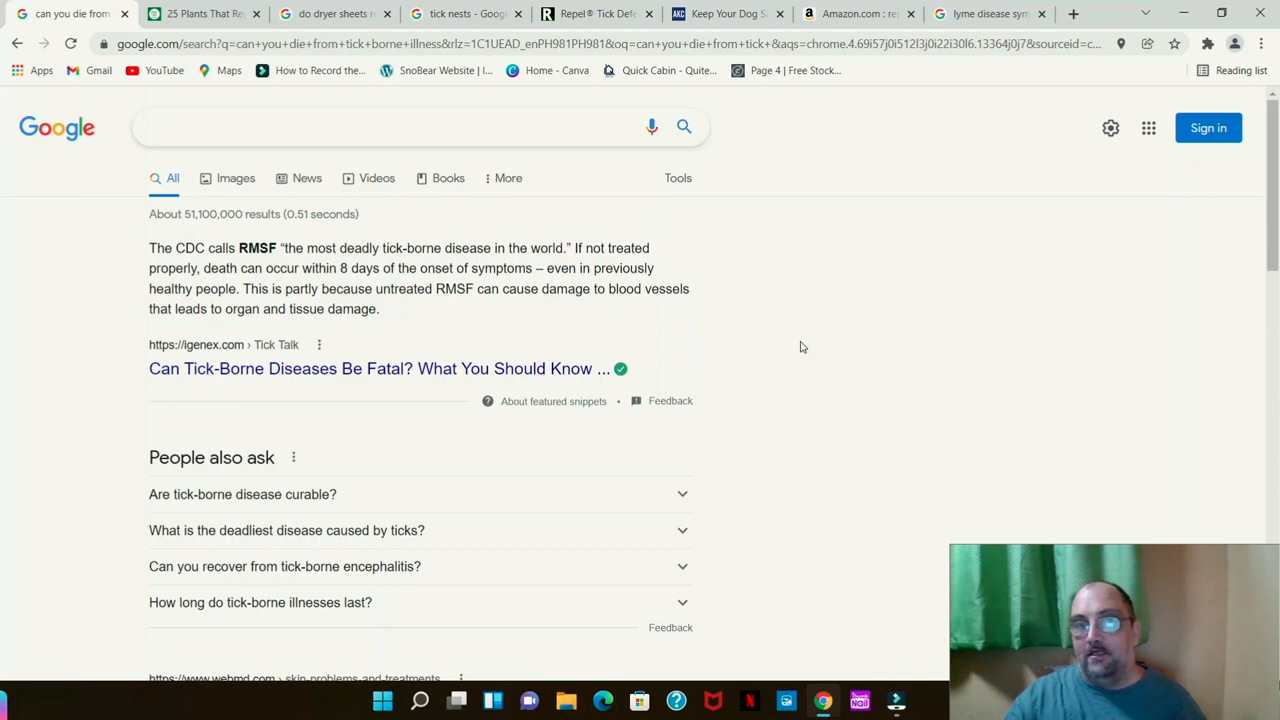 can you die from
25 Plants That Re
do dryer sheets r
tick nests - Goog
Repel® Tick Defe
AKC
Keep Your Dog S
Amazon.com : re
lyme disease sym
google.com/search?q=can+you+die+from+tick+borne+illness&rlz=1C1UEAD_enPH981PH981&oq=can+you+die+from+tick+&aqs=chrome.4.69i57j0i512l3j0i22i30l6.13364j0j7&sourceid=c...
Apps
Gmail
YouTube
Maps
How to Record the...
SnoBear Website | I...
Home - Canva
Quick Cabin - Quite...
Page 4 | Free Stock...
Reading list
Google
Sign in
All
Images
News
Videos
Books
More
Tools
About 51,100,000 results (0.51 seconds)
The CDC calls RMSF “the most deadly tick-borne disease in the world.” If not treated
properly, death can occur within 8 days of the onset of symptoms – even in previously
healthy people. This is partly because untreated RMSF can cause damage to blood vessels
that leads to organ and tissue damage.
https://igenex.com › Tick Talk
Can Tick-Borne Diseases Be Fatal? What You Should Know ...
About featured snippets • Feedback
People also ask
Are tick-borne disease curable?
What is the deadliest disease caused by ticks?
Can you recover from tick-borne encephalitis?
How long do tick-borne illnesses last?
Feedback
https://www.webmd.com › skin-problems-and-treatments